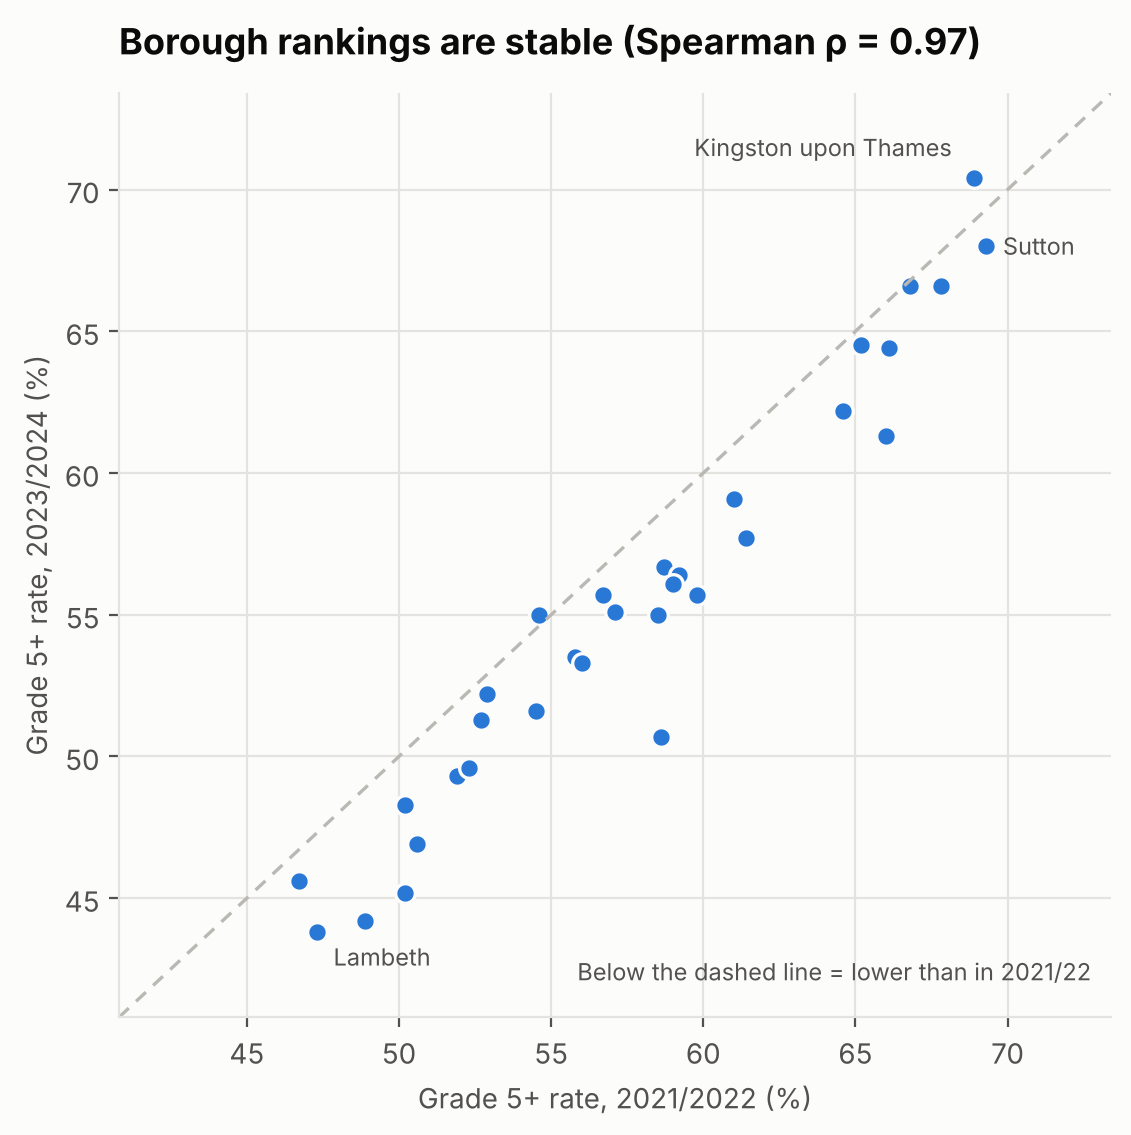 Borough rankings are stable (Spearman ρ = 0.97)
Kingston upon Thames
70
Sutton
65
60
55
50
45
Lambeth
Below the dashed line = lower than in 2021/22
Grade 5+ rate, 2023/2024 (%)
45 50 55 60 65 70
Grade 5+ rate, 2021/2022 (%)